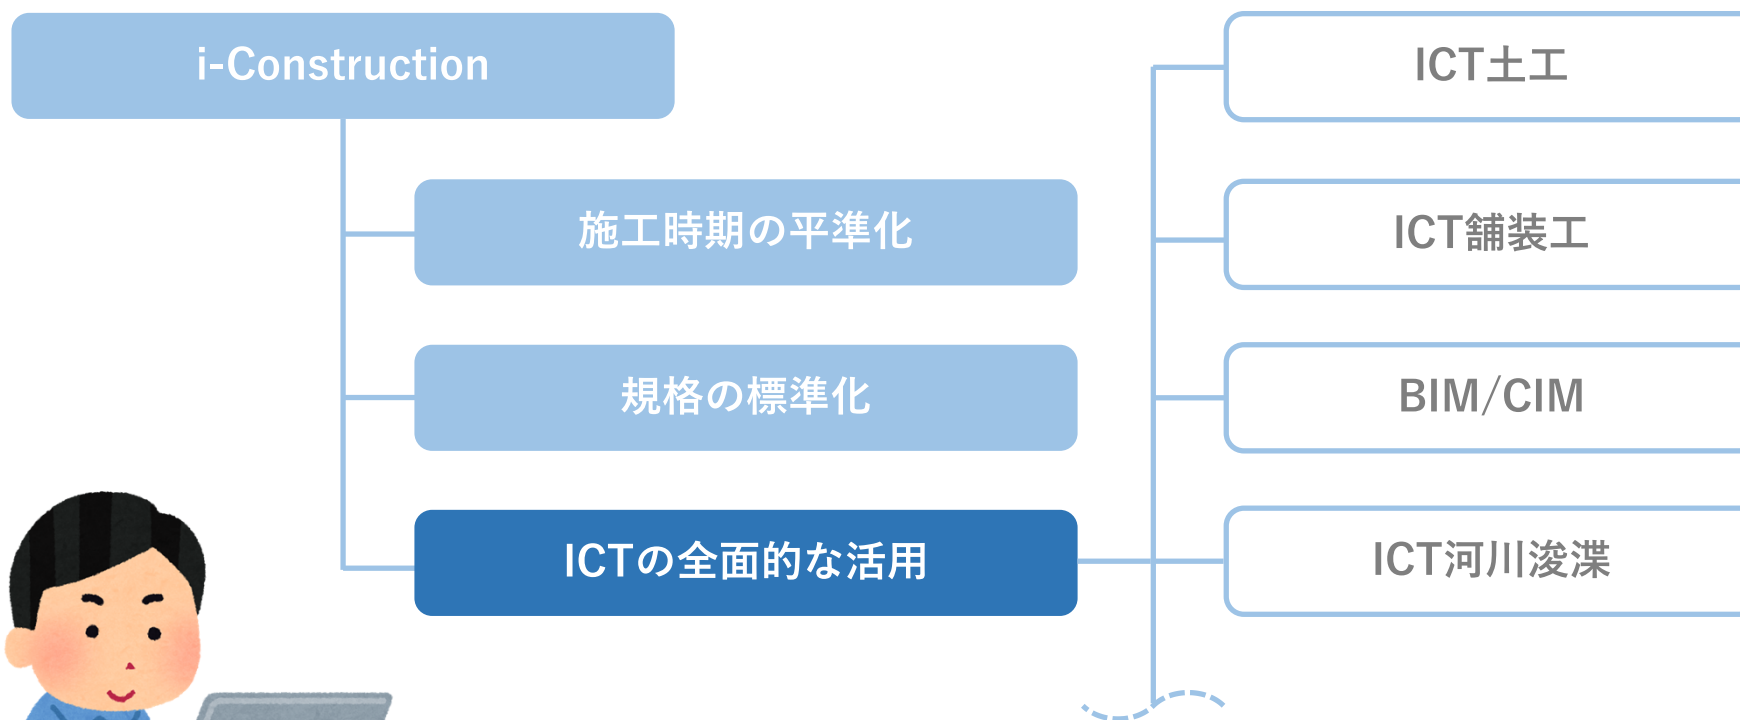 i-Construction
施工時期の平準化
規格の標準化
ICTの全面的な活用
ICT土工
ICT舗装工
BIM/CIM
ICT河川浚渫